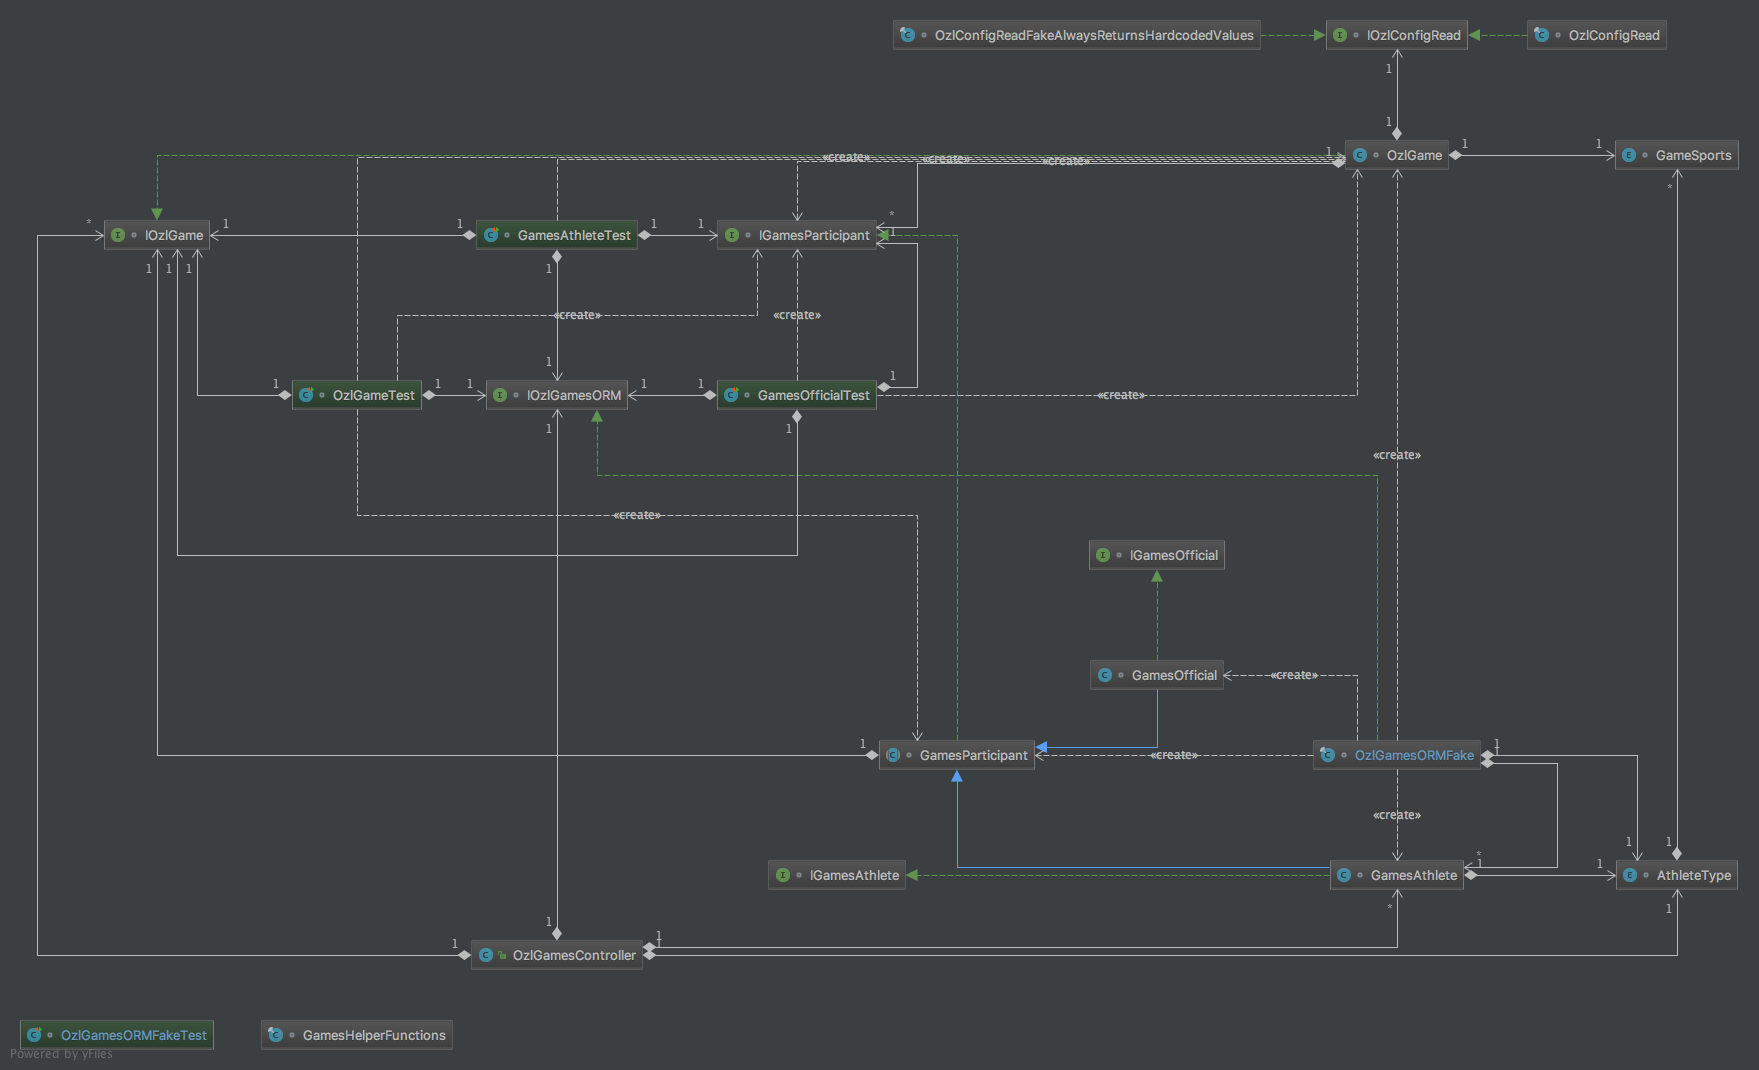 OzlConfigReadFakeAlwaysReturnsHardcodedValues
IOzlConfigRead
OzlConfigRead
1
1
OzlGame
1
1
1
GameSports
*
«create»
«create»
«create»
*
IOzlGame
1
1
GamesAthleteTest
1
1
IGamesParticipant
*
1
1
1
1
1
«create»
«create»
1
1
OzlGameTest
1
1
IOzlGamesORM
1
1
GamesOfficialTest
1
«create»
1
1
«create»
«create»
IGamesOfficial
GamesOfficial
«create»
1
GamesParticipant
«create»
OzlGamesORMFake
1
1
«create»
IGamesAthlete
GamesAthlete
*
1
1
1
1
AthleteType
*
1
1
1
OzlGamesController
1
1
OzlGamesORMFakeTest
GamesHelperFunctions
Powered by yFiles